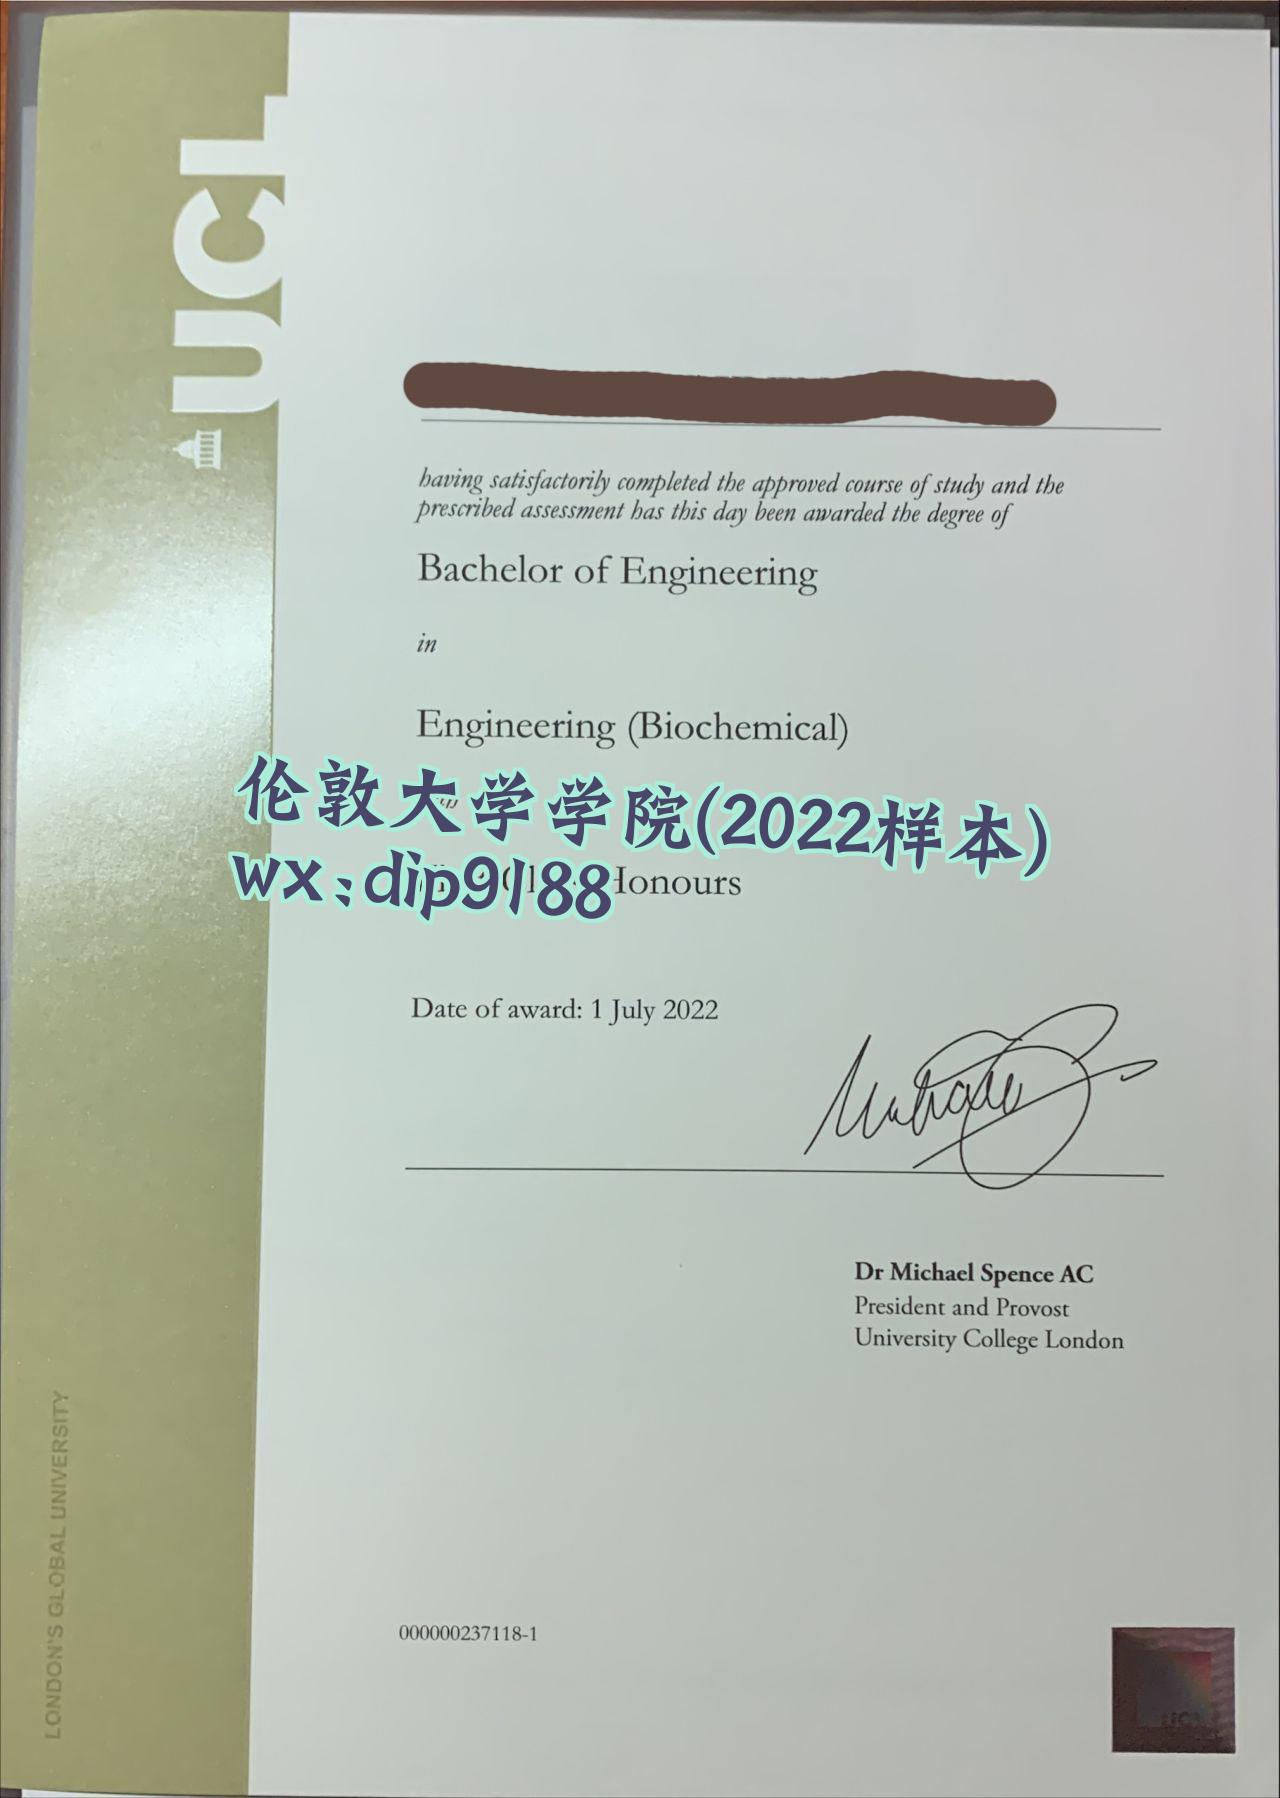 UCL
having satisfactorily completed the approved course of study and the
prescribed assessment has this day been awarded the degree of
Bachelor of Engineering
in
Engineering (Biochemical)
伦敦大学学院(2022样本)
wx:dip9188
Honours
Date of award: 1 July 2022
Dr Michael Spence AC
President and Provost
University College London
LONDON'S GLOBAL UNIVERSITY
000000237118-1
UCL